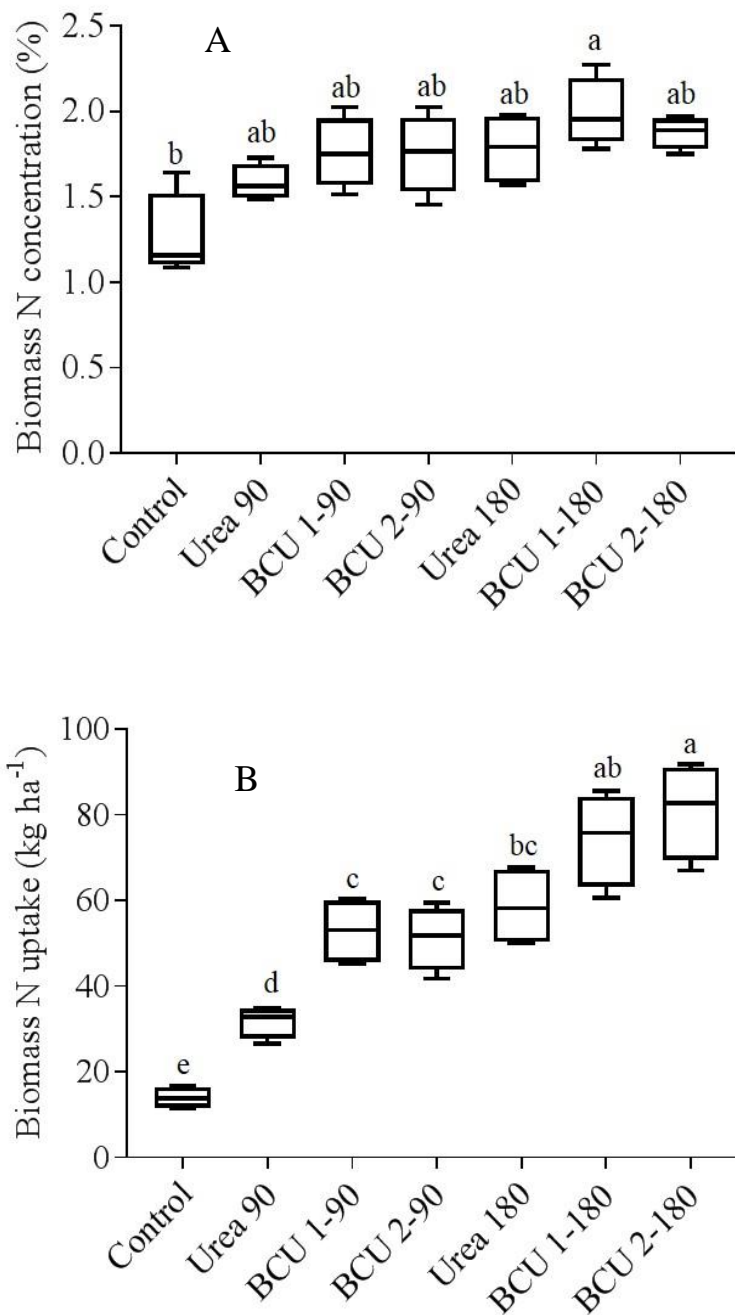 A
Biomass N concentration (%)
2.5
2.0
1.5
1.0
0.5
0.0
b
ab
ab
ab
ab
a
ab
Control
Urea 90
BCU 1-90
BCU 2-90
Urea 180
BCU 1-180
BCU 2-180
B
Biomass N uptake (kg ha⁻¹)
100
80
60
40
20
0
e
d
c
c
bc
ab
a
Control
Urea 90
BCU 1-90
BCU 2-90
Urea 180
BCU 1-180
BCU 2-180